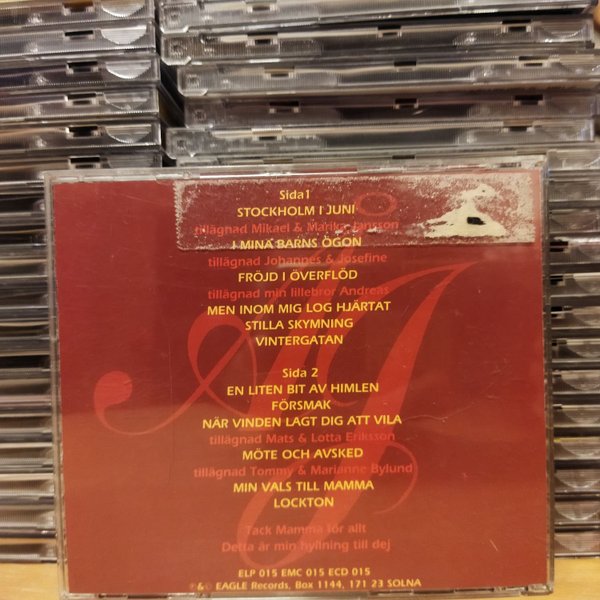 Sida 1
STOCKHOLM I JUNI
tillägnad Mikael & Marika Jansson
I MINA BARNS ÖGON
tillägnad Johannes & Josefine
FRÖJD I ÖVERFLÖD
tillägnad min lillebror Andreas
MEN INOM MIG LOG HJÄRTAT
STILLA SKYMNING
VINTERGATAN
Sida 2
EN LITEN BIT AV HIMLEN
FÖRSMAK
NÄR VINDEN LAGT DIG ATT VILA
tillägnad Mats & Lotta Eriksson
MÖTE OCH AVSKED
tillägnad Tommy & Marianne Bylund
MIN VALS TILL MAMMA
LOCKTON
Tack Mamma för allt
Detta är min hyllning till dej
ELP 015 EMC 015 ECD 015
℗ & © EAGLE Records, Box 1144, 171 23 SOLNA